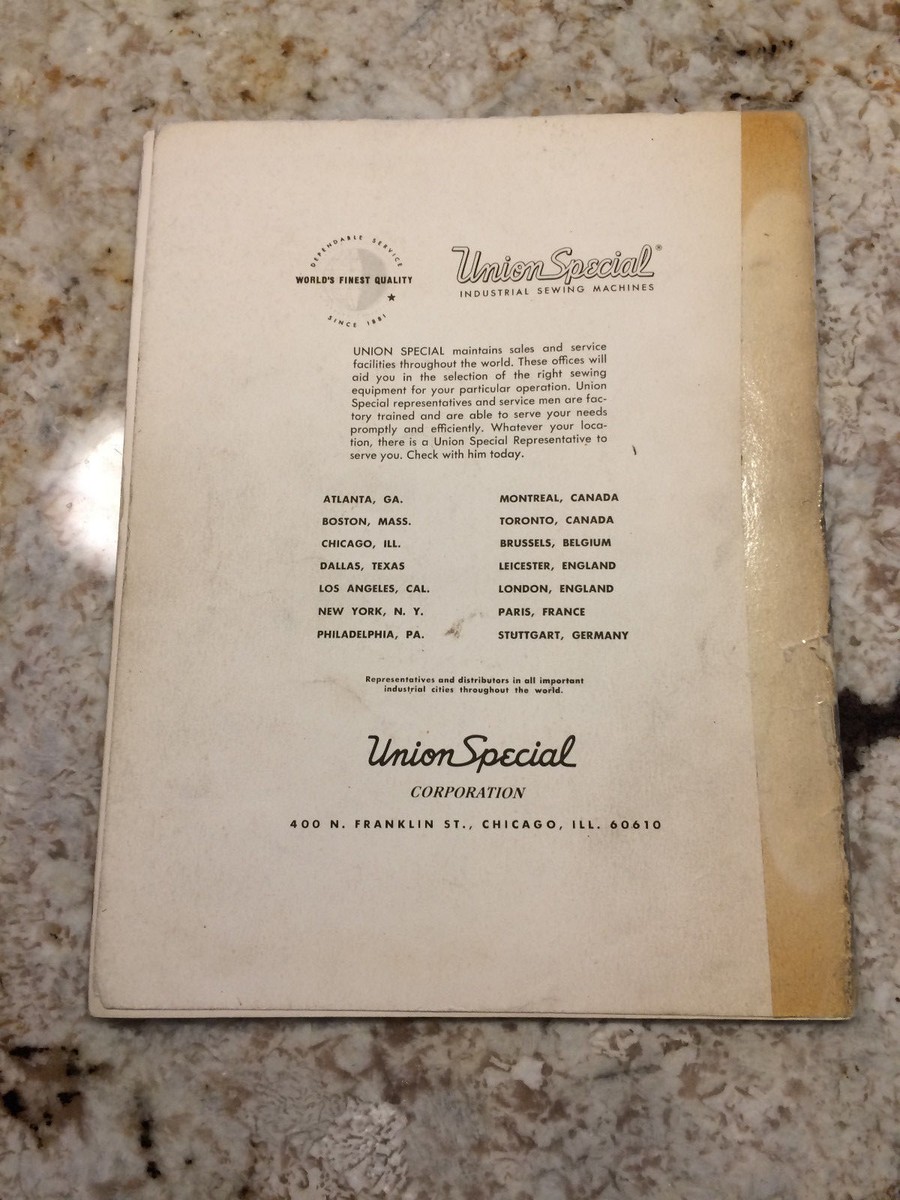 DEPENDABLE SERVICE
WORLD'S FINEST QUALITY
SINCE 1881
Union Special®
INDUSTRIAL SEWING MACHINES
UNION SPECIAL maintains sales and service
facilities throughout the world. These offices will
aid you in the selection of the right sewing
equipment for your particular operation. Union
Special representatives and service men are fac-
tory trained and are able to serve your needs
promptly and efficiently. Whatever your loca-
tion, there is a Union Special Representative to
serve you. Check with him today.
ATLANTA, GA.
BOSTON, MASS.
CHICAGO, ILL.
DALLAS, TEXAS
LOS ANGELES, CAL.
NEW YORK, N. Y.
PHILADELPHIA, PA.
MONTREAL, CANADA
TORONTO, CANADA
BRUSSELS, BELGIUM
LEICESTER, ENGLAND
LONDON, ENGLAND
PARIS, FRANCE
STUTTGART, GERMANY
Representatives and distributors in all important
industrial cities throughout the world.
Union Special
CORPORATION
400 N. FRANKLIN ST., CHICAGO, ILL. 60610